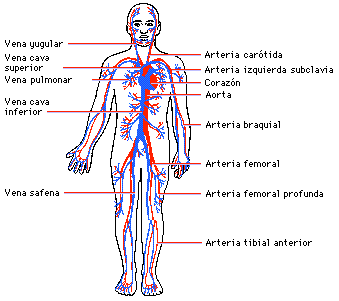 Vena yugular
Vena cava
superior
Vena pulmonar
Vena cava
inferior
Vena safena
Arteria carótida
Arteria izquierda subclavia
Corazón
Aorta
Arteria braquial
Arteria femoral
Arteria femoral profunda
Arteria tibial anterior